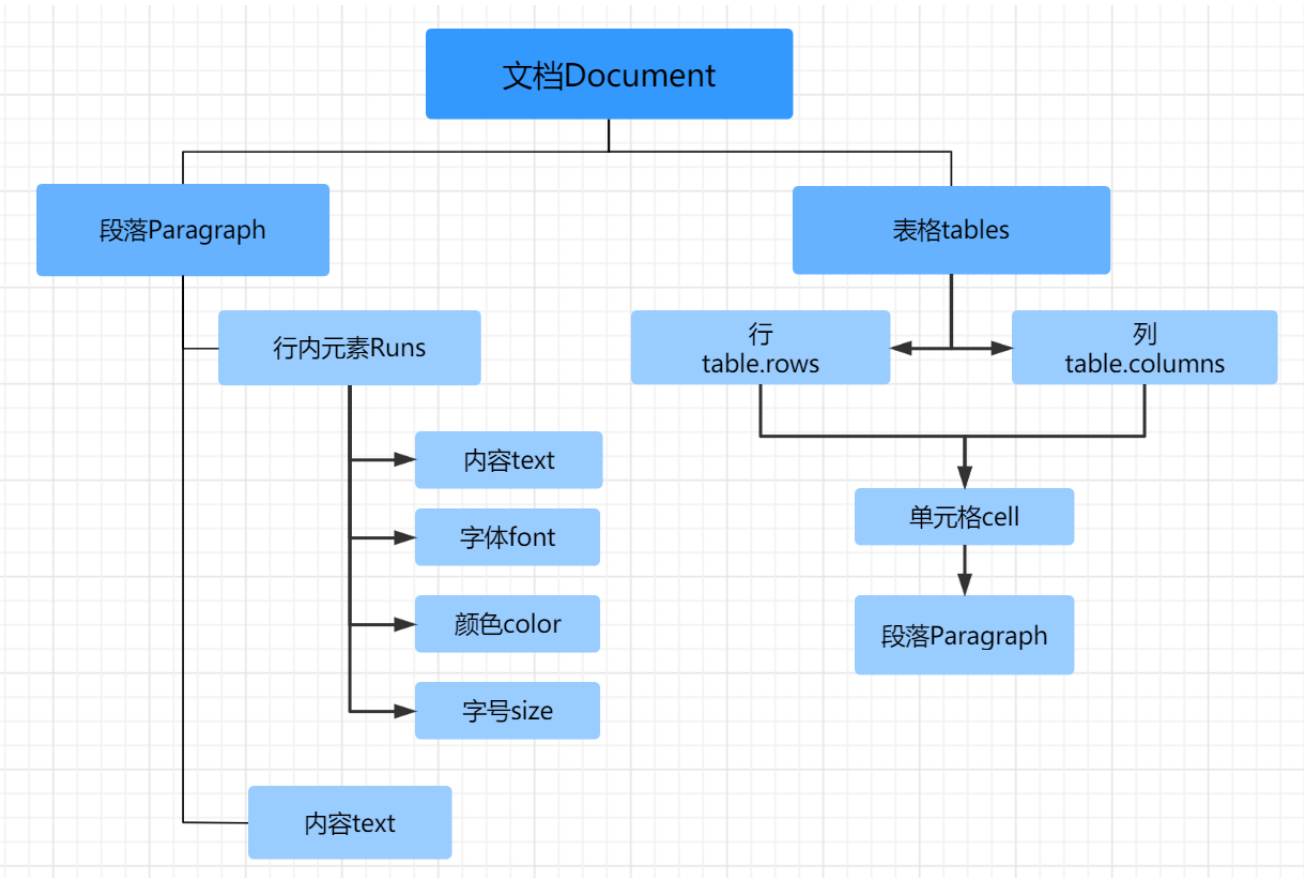 文档Document
段落Paragraph
表格tables
行内元素Runs
行
table.rows
列
table.columns
内容text
字体font
颜色color
字号size
单元格cell
段落Paragraph
内容text